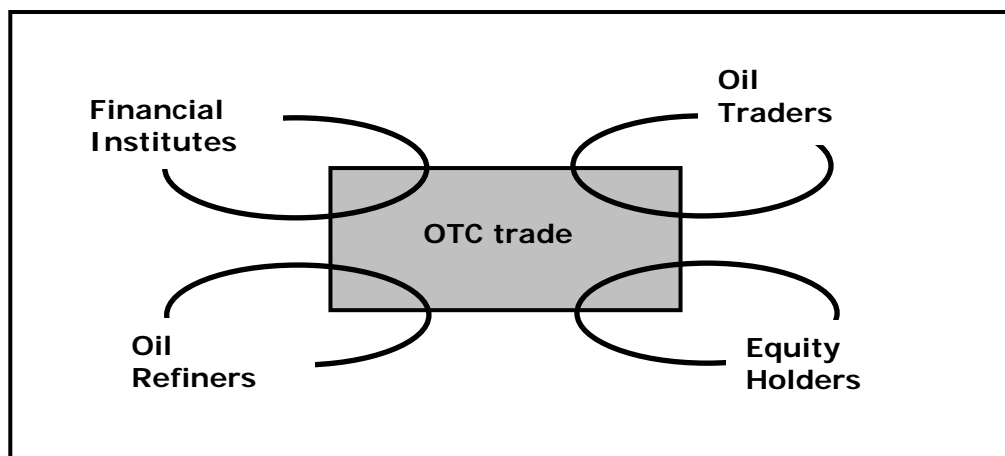 Financial
Institutes
Oil
Traders
OTC trade
Oil
Refiners
Equity
Holders